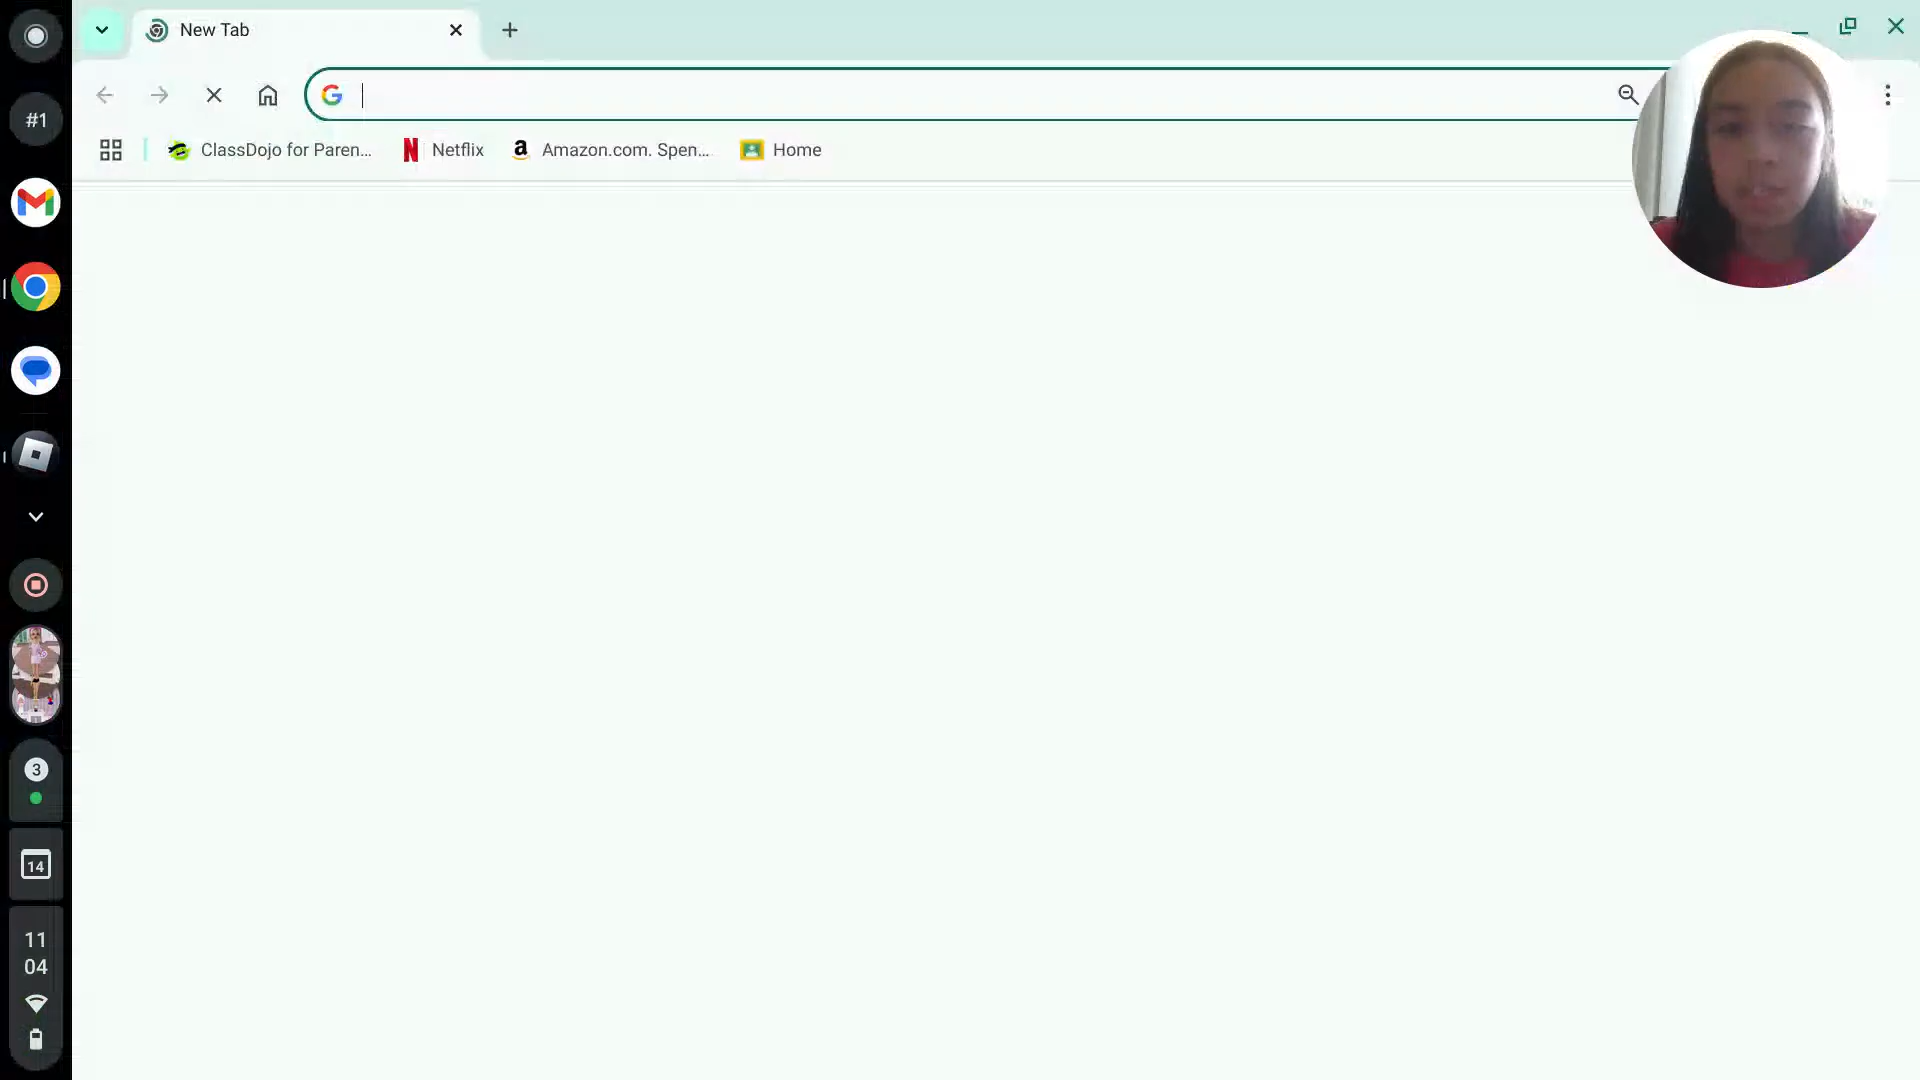 New Tab
#1
ClassDojo for Paren...
Netflix
Amazon.com. Spen...
Home
3
14
11
04